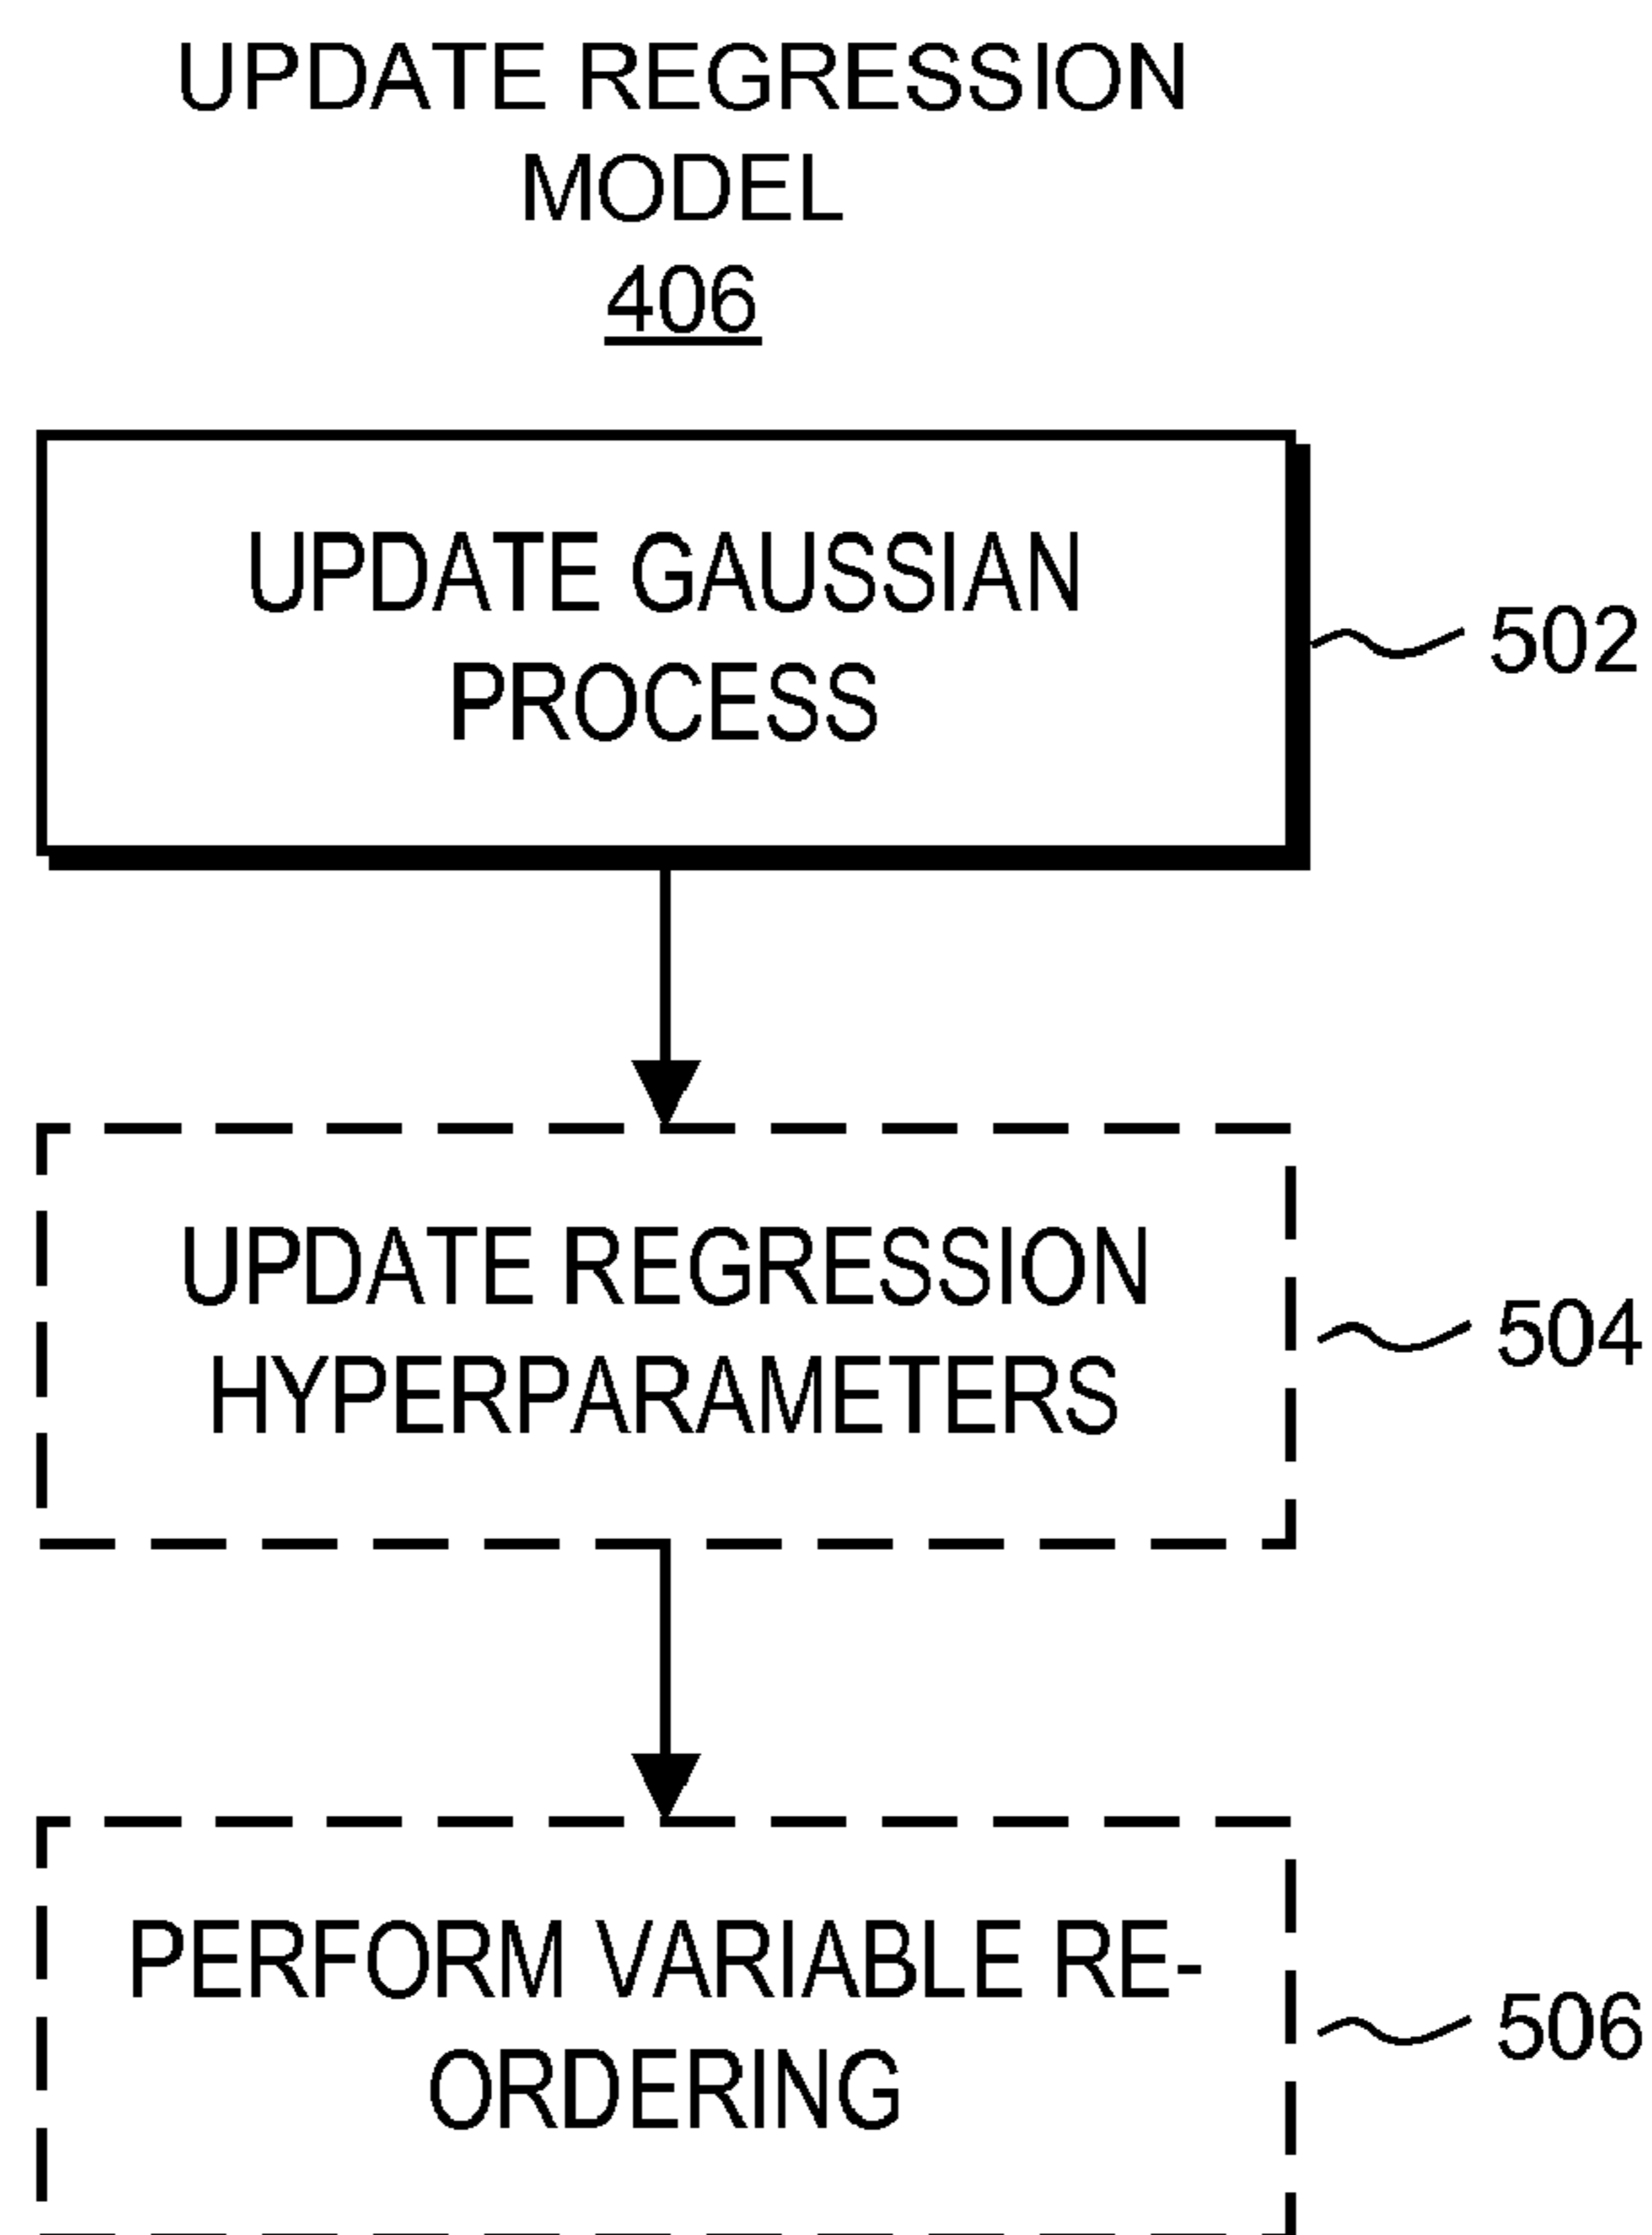 UPDATE REGRESSION
MODEL
406
UPDATE GAUSSIAN
PROCESS
502
UPDATE REGRESSION
HYPERPARAMETERS
504
PERFORM VARIABLE RE-
ORDERING
506